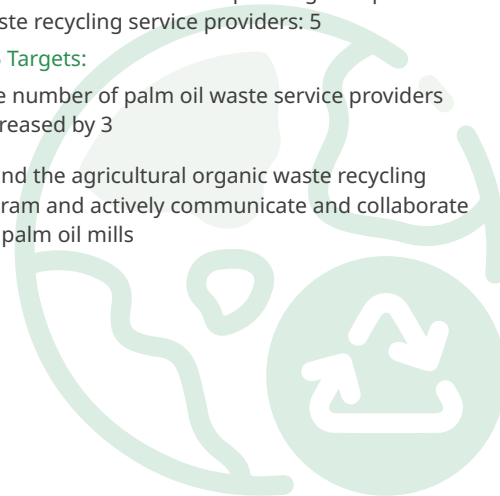 ste recycling service providers: 5
Targets:
e number of palm oil waste service providers
reased by 3
nd the agricultural organic waste recycling
ram and actively communicate and collaborate
palm oil mills